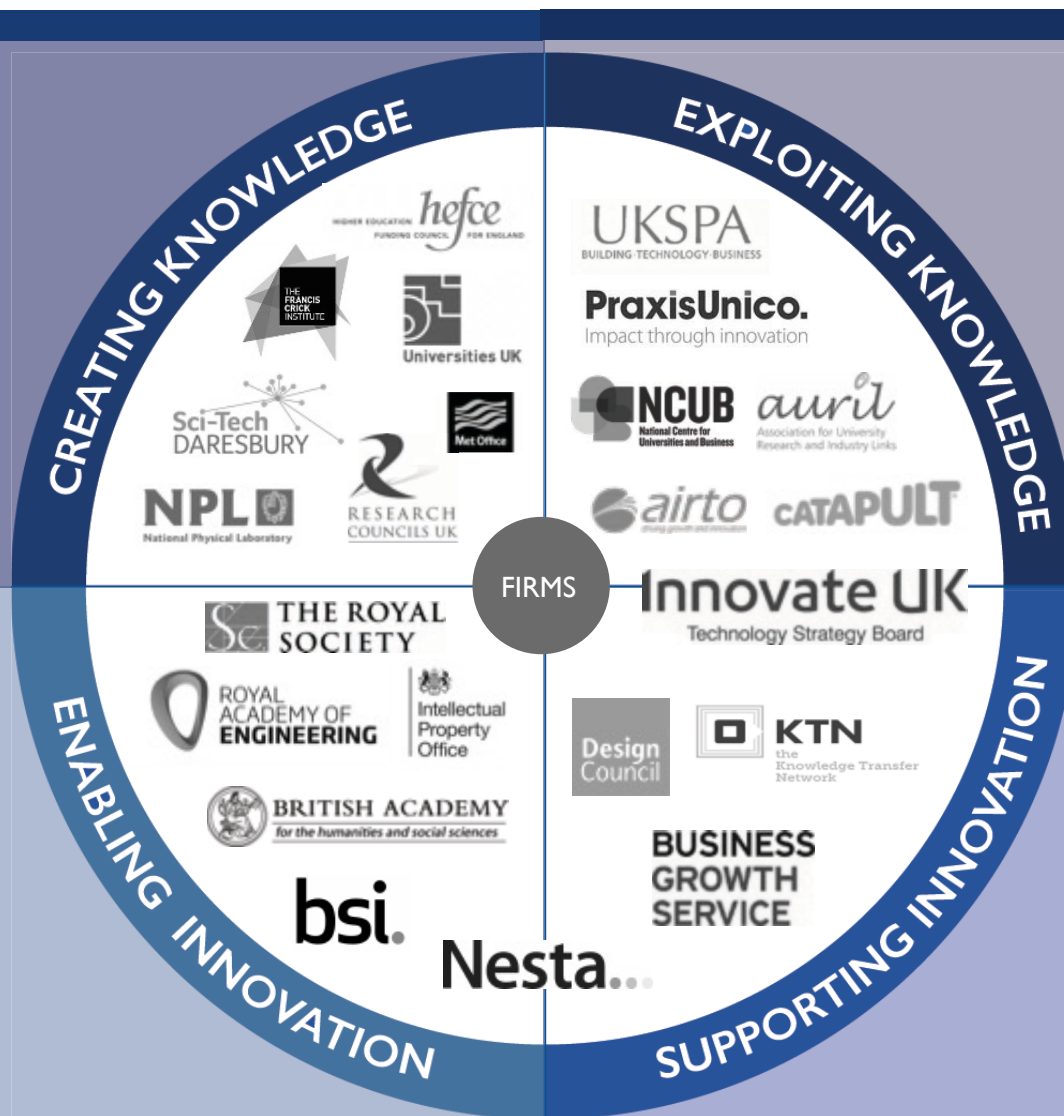 CREATING KNOWLEDGE
HIGHER EDUCATION hefce
FUNDING COUNCIL FOR ENGLAND
THE
FRANCIS
CRICK
INSTITUTE
Universities UK
Sci-Tech
DARESBURY
Met Office
NPL
National Physical Laboratory
RESEARCH
COUNCILS UK
EXPLOITING KNOWLEDGE
UKSPA
BUILDING·TECHNOLOGY·BUSINESS
PraxisUnico.
Impact through innovation
NCUB
National Centre for
Universities and Business
auril
Association for University
Research and Industry Links
airto
driving growth and innovation
CATAPULT
FIRMS
Innovate UK
Technology Strategy Board
THE ROYAL
SOCIETY
ROYAL
ACADEMY OF
ENGINEERING
Intellectual
Property
Office
BRITISH ACADEMY
for the humanities and social sciences
bsi.
Nesta...
ENABLING INNOVATION
Design
Council
KTN
the
Knowledge Transfer
Network
BUSINESS
GROWTH
SERVICE
SUPPORTING INNOVATION